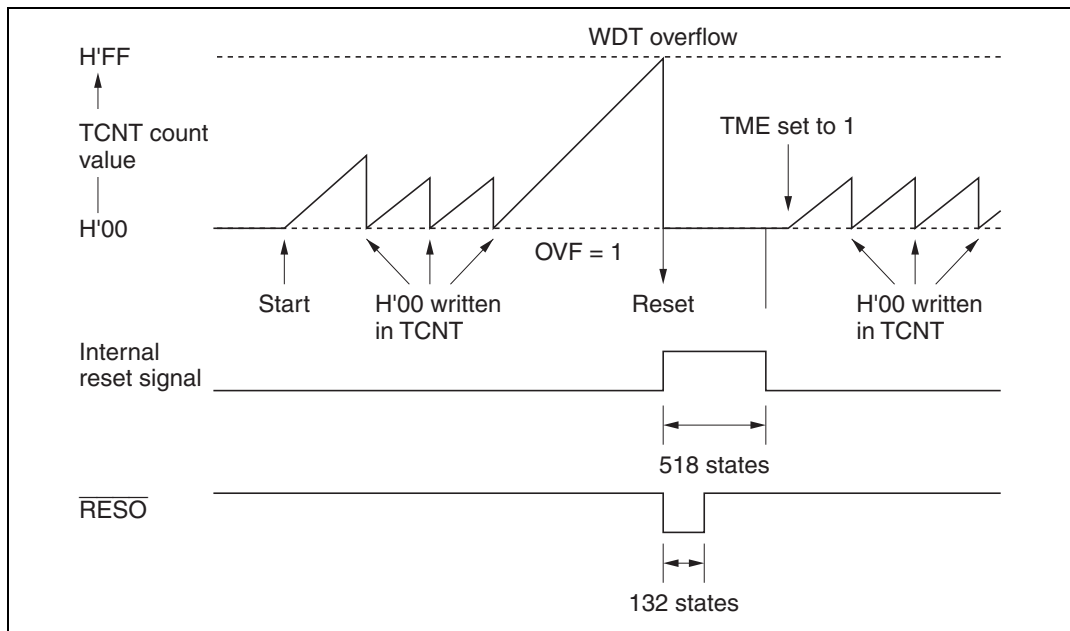 WDT overflow
H'FF
TCNT count
value
TME set to 1
H'00
OVF = 1
Start
H'00 written
in TCNT
Reset
H'00 written
in TCNT
Internal
reset signal
518 states
RESO
132 states